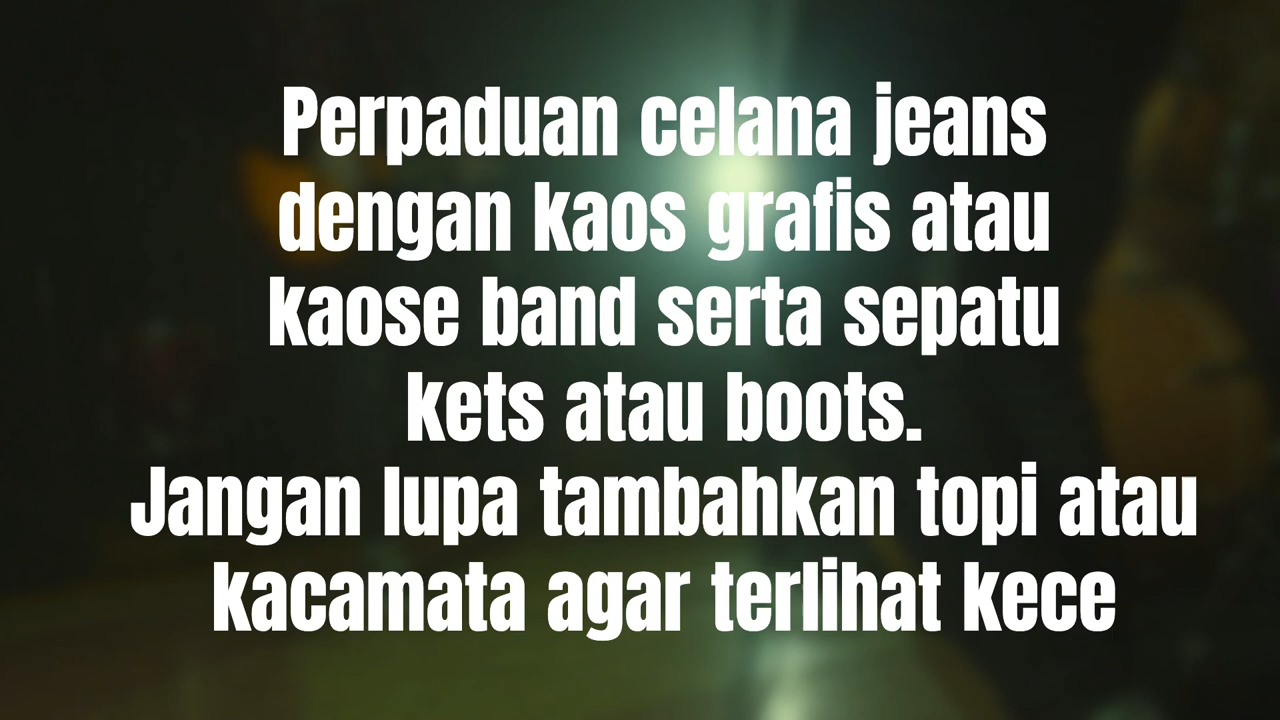 Perpaduan celana jeans
dengan kaos grafis atau
kaose band serta sepatu
kets atau boots.
Jangan lupa tambahkan topi atau
kacamata agar terlihat kece